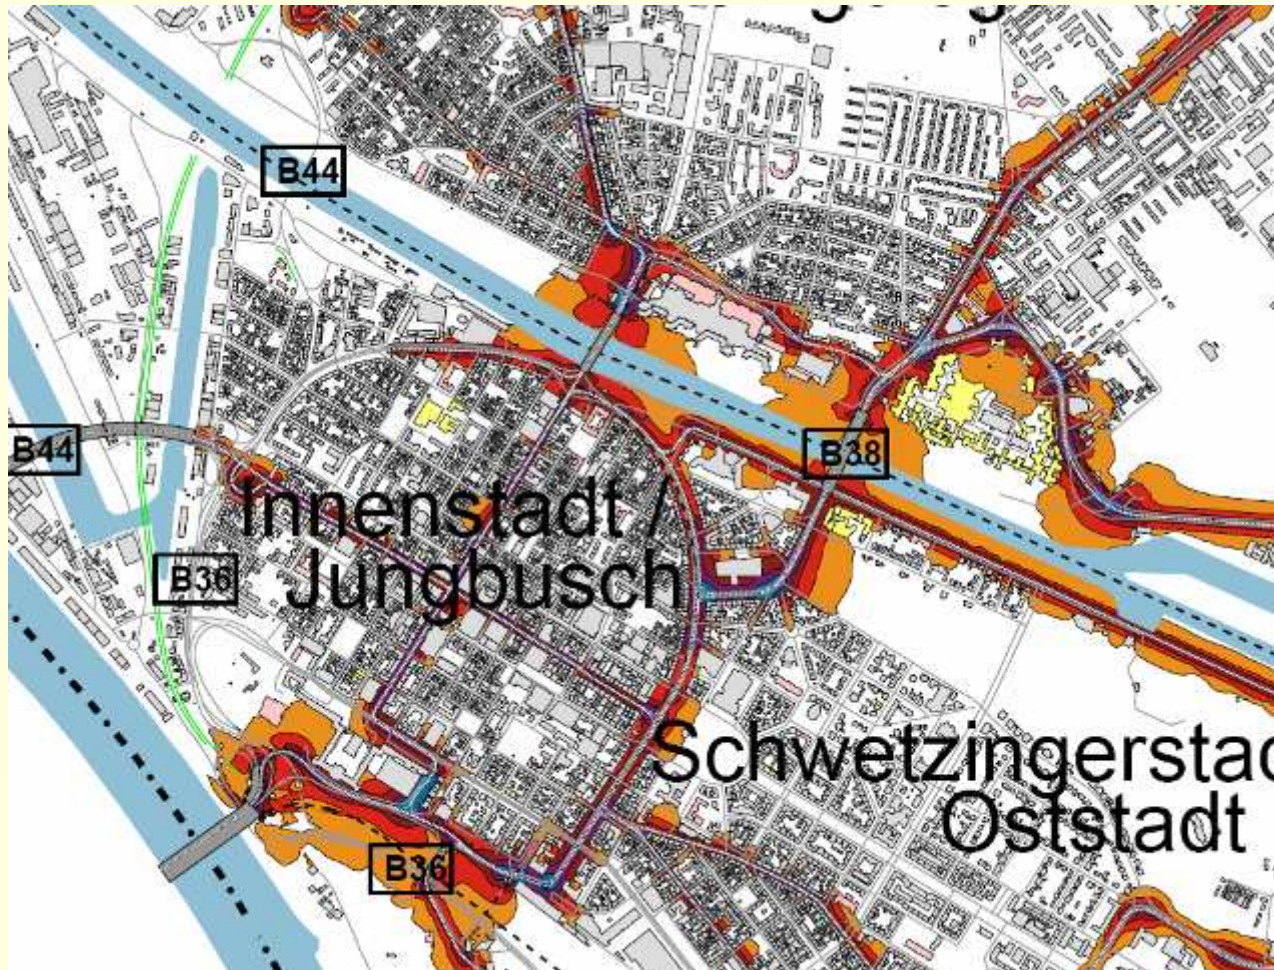 B44
B44
B38
Innenstadt /
Jungbusch
B36
Schwetzingerstad
Oststadt
B36